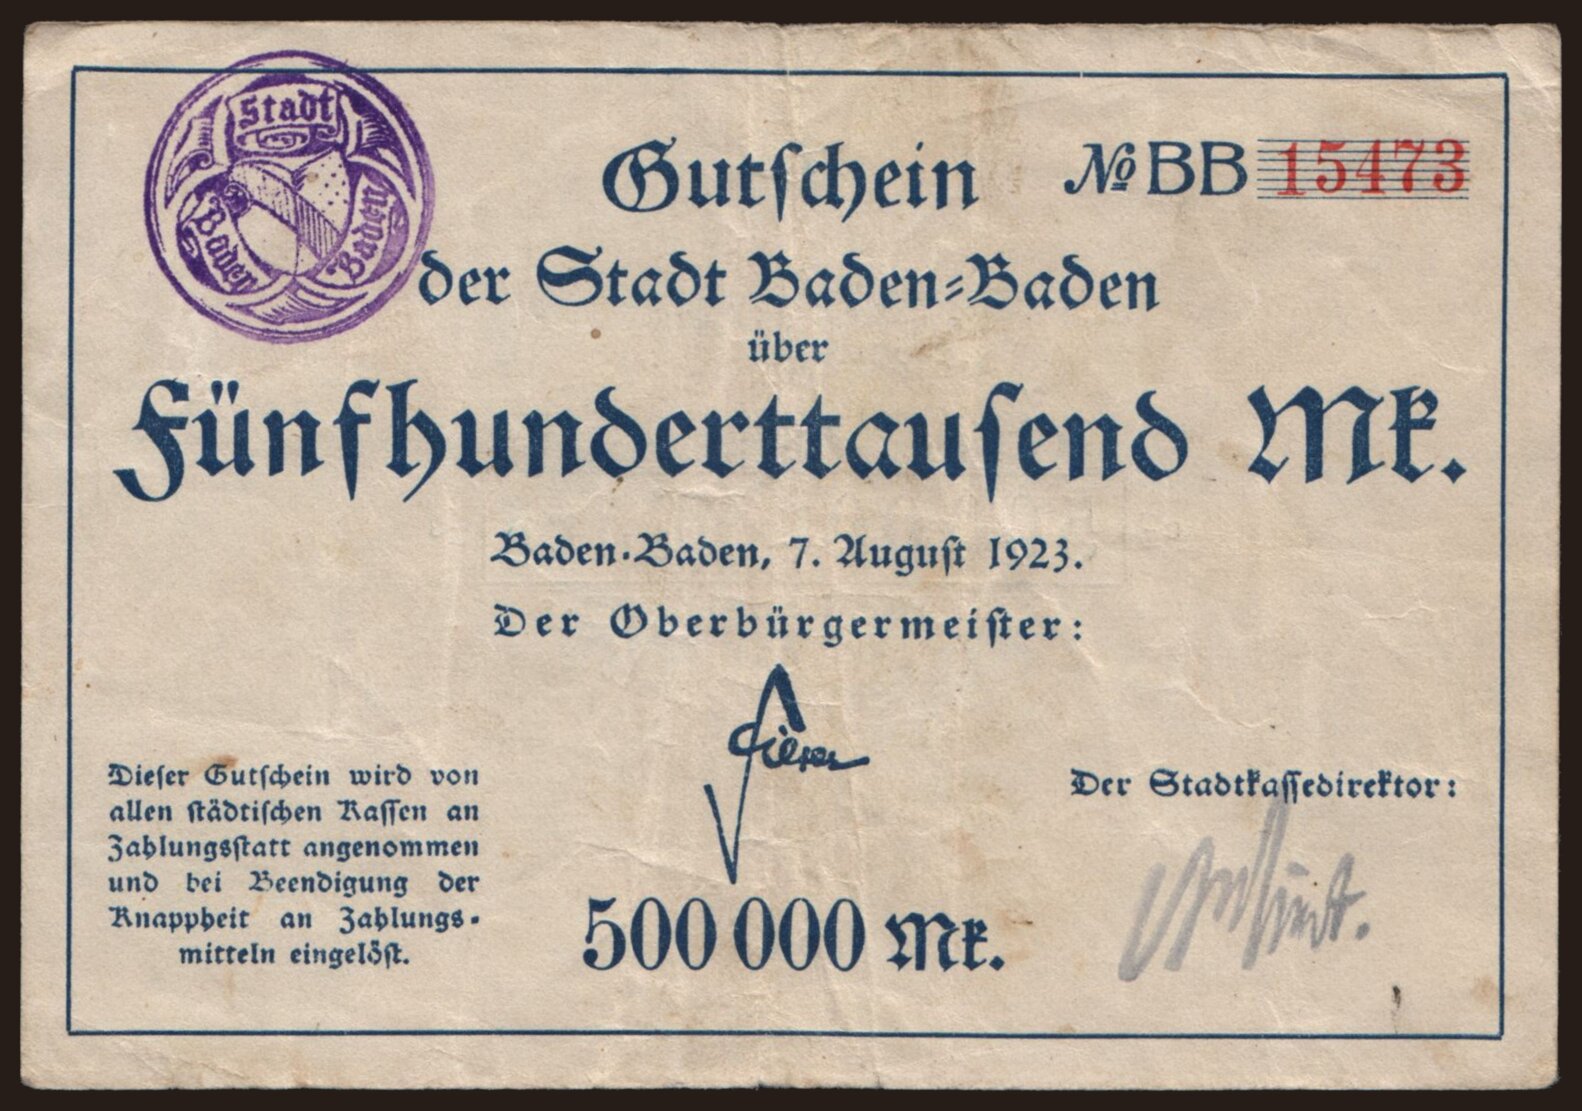 Stadt
Baden Baden
Gutschein № BB 15473
der Stadt Baden-Baden
über
Fünfhunderttausend Mk.
Baden-Baden, 7. August 1923.
Der Oberbürgermeister:
Dieser Gutschein wird von
allen städtischen Kassen an
Zahlungsstatt angenommen
und bei Beendigung der
Knappheit an Zahlungs-
mitteln eingelöst.
500 000 Mk.
Der Stadtkassedirektor: